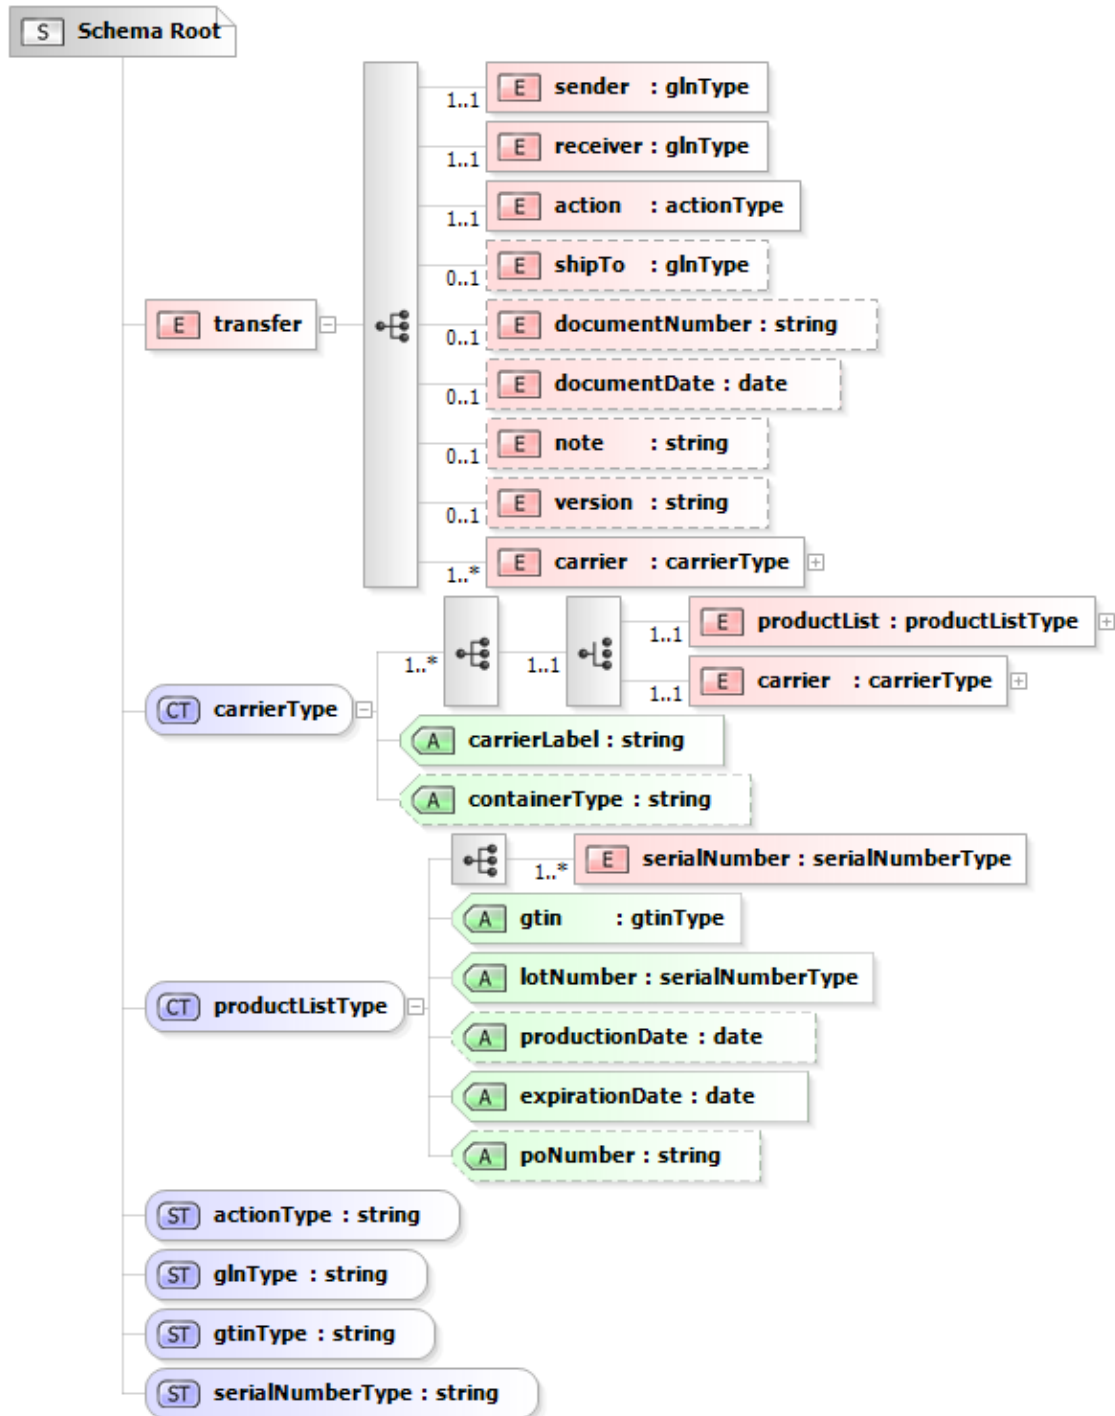 S Schema Root
E transfer
1..1 E sender : glnType
1..1 E receiver : glnType
1..1 E action : actionType
0..1 E shipTo : glnType
0..1 E documentNumber : string
0..1 E documentDate : date
0..1 E note : string
0..1 E version : string
1..* E carrier : carrierType
CT carrierType
1..* 1..1
1..1 E productList : productListType
1..1 E carrier : carrierType
A carrierLabel : string
A containerType : string
CT productListType
1..* E serialNumber : serialNumberType
A gtin : gtinType
A lotNumber : serialNumberType
A productionDate : date
A expirationDate : date
A poNumber : string
ST actionType : string
ST glnType : string
ST gtinType : string
ST serialNumberType : string